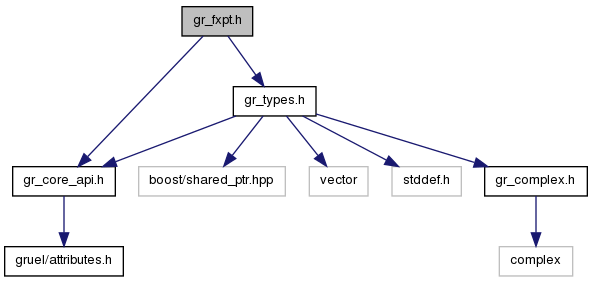 gr_fxpt.h
gr_types.h
gr_core_api.h
boost/shared_ptr.hpp
vector
stddef.h
gr_complex.h
gruel/attributes.h
complex